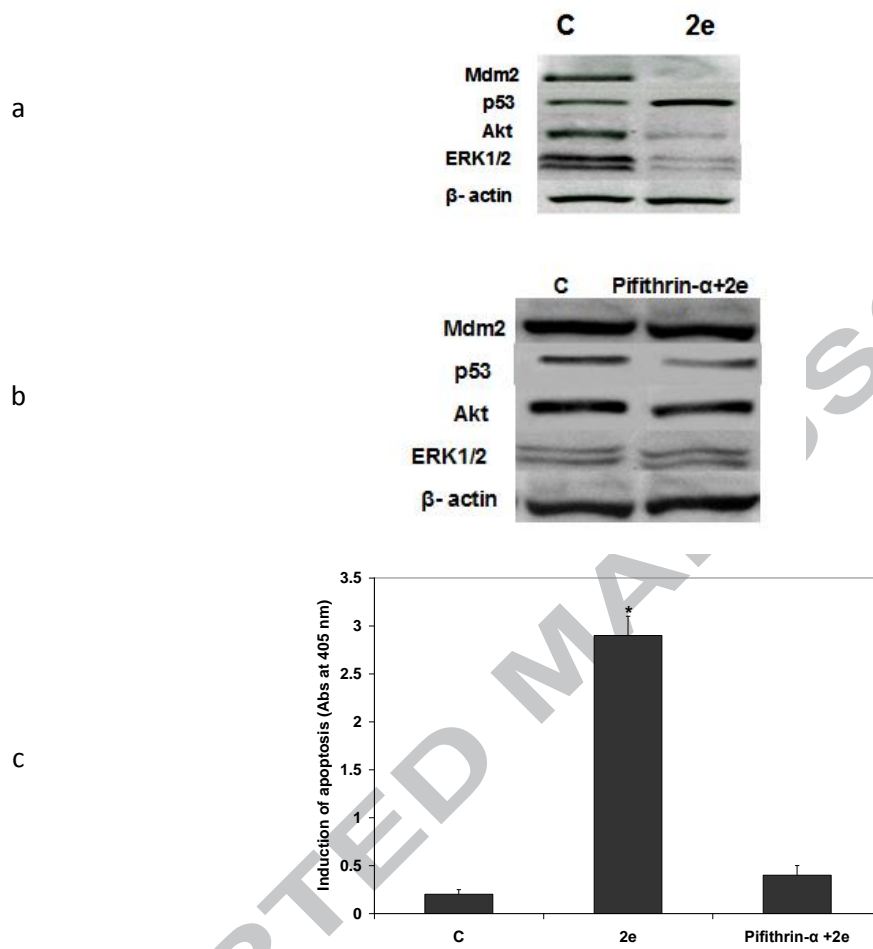 C 2e
a
Mdm2
p53
Akt
ERK1/2
β- actin
C Pifithrin-α+2e
b
Mdm2
p53
Akt
ERK1/2
β- actin
c
Induction of apoptosis (Abs at 405 nm)
3.5
3
2.5
2
1.5
1
0.5
0
*
C 2e Pifithrin-α +2e